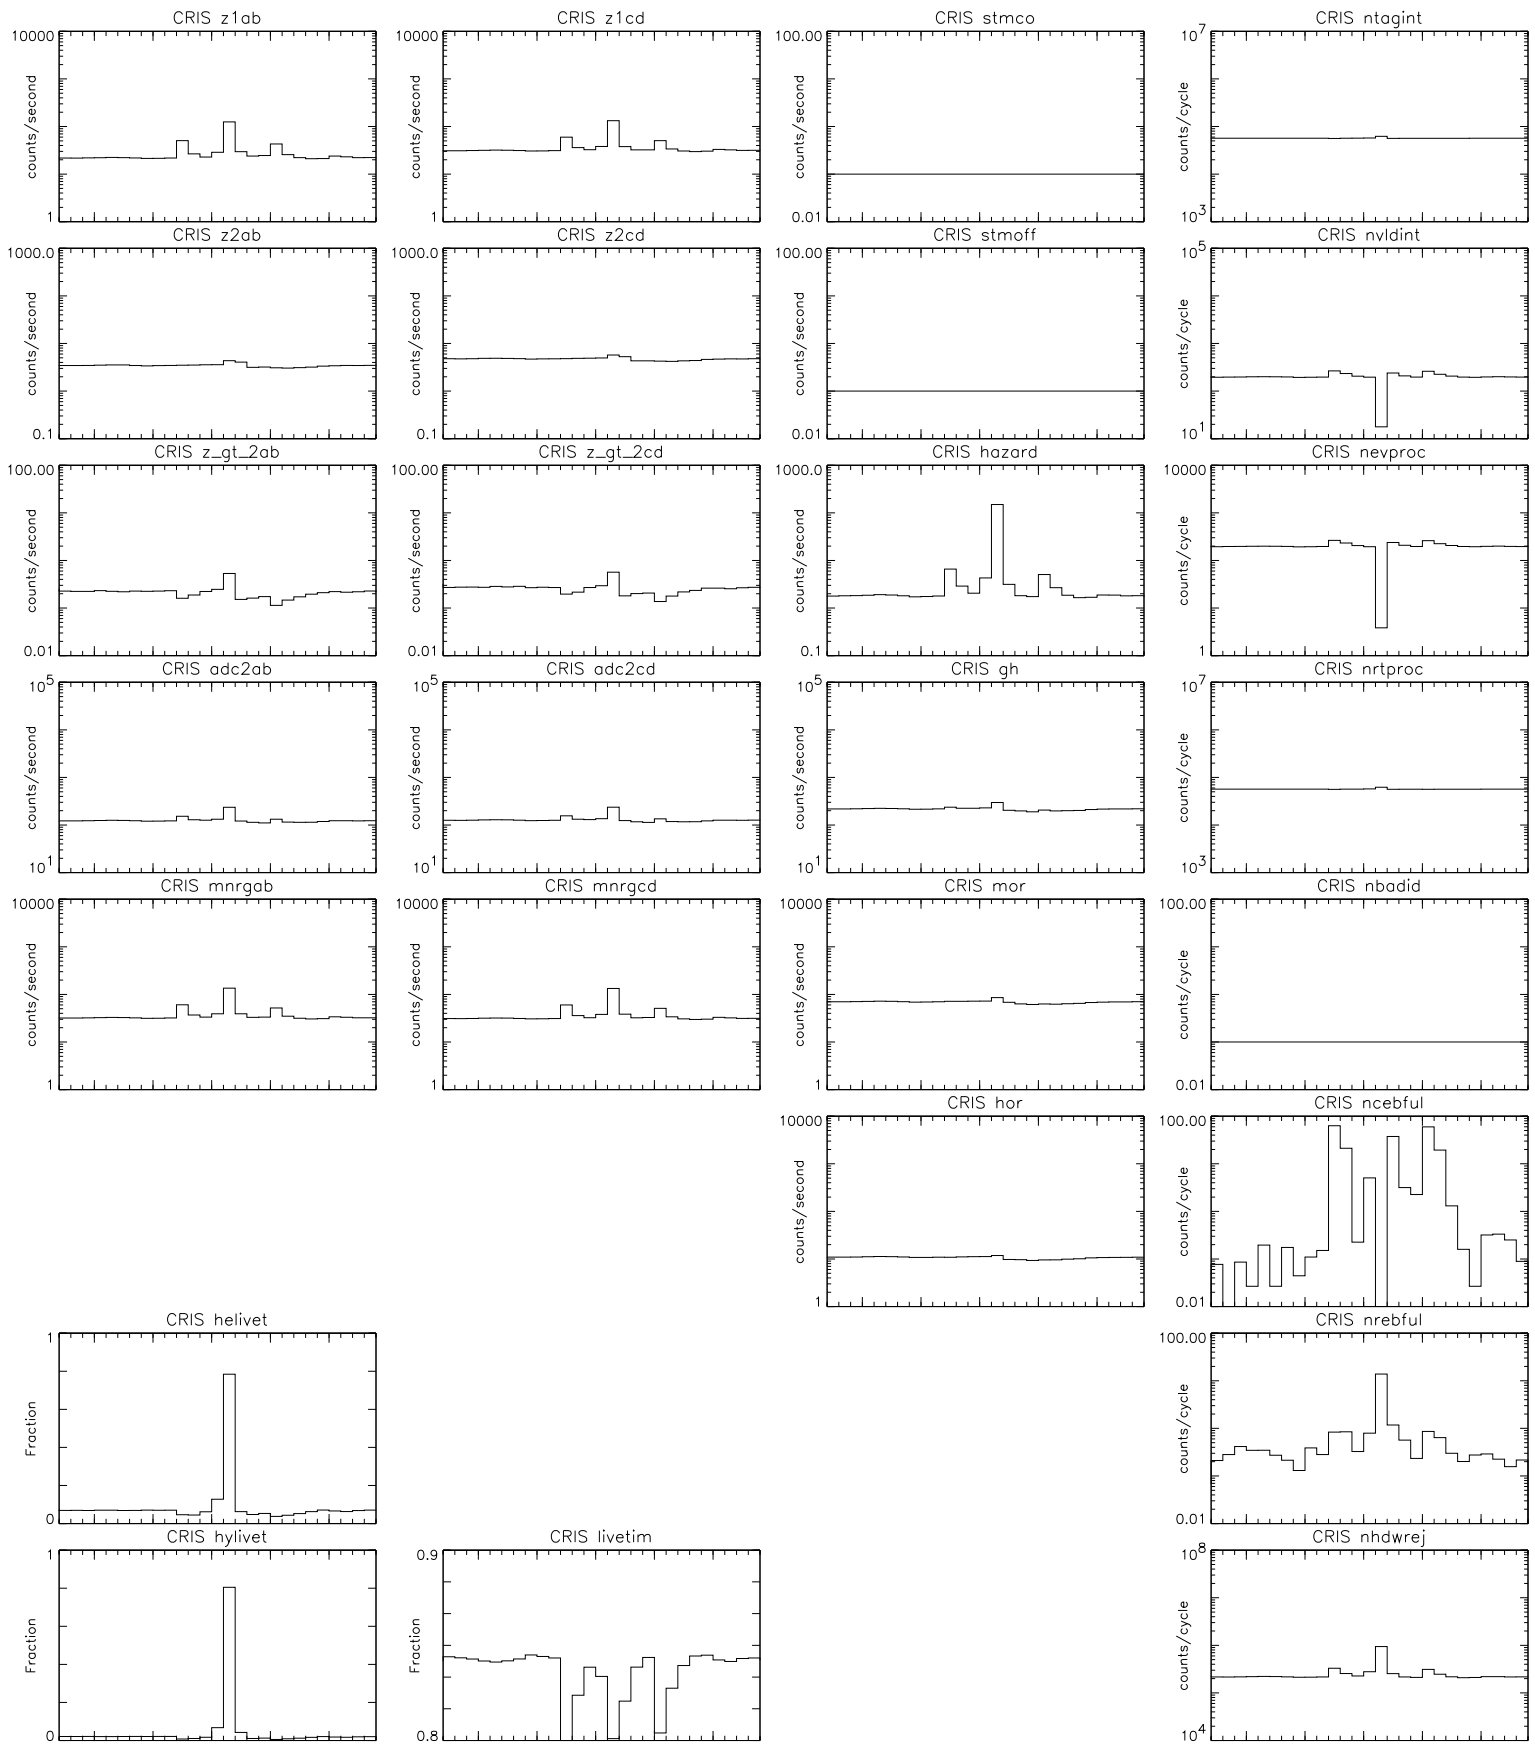 CRIS z1ab
CRIS z1cd
CRIS stmco
CRIS ntagint
10000
counts/second
1
10000
counts/second
1
100.00
counts/second
0.01
10^7
counts/cycle
10^3
CRIS z2ab
CRIS z2cd
CRIS stmoff
CRIS nvldint
1000.0
counts/second
0.1
1000.0
counts/second
0.1
100.00
counts/second
0.01
10^5
counts/cycle
10^1
CRIS z_gt_2ab
CRIS z_gt_2cd
CRIS hazard
CRIS nevproc
100.00
counts/second
0.01
100.00
counts/second
0.01
1000.0
counts/second
0.1
10000
counts/cycle
1
CRIS adc2ab
CRIS adc2cd
CRIS gh
CRIS nrtproc
10^5
counts/second
10^1
10^5
counts/second
10^1
10^5
counts/second
10^1
10^7
counts/cycle
10^3
CRIS mnrgab
CRIS mnrgcd
CRIS mor
CRIS nbadid
10000
counts/second
1
10000
counts/second
1
10000
counts/second
1
100.00
counts/cycle
0.01
CRIS hor
CRIS ncebful
10000
counts/second
1
100.00
counts/cycle
0.01
CRIS helivet
CRIS nrebful
1
Fraction
0
100.00
counts/cycle
0.01
CRIS hylivet
CRIS livetim
CRIS nhdwrej
1
Fraction
0
0.9
Fraction
0.8
10^8
counts/cycle
10^4